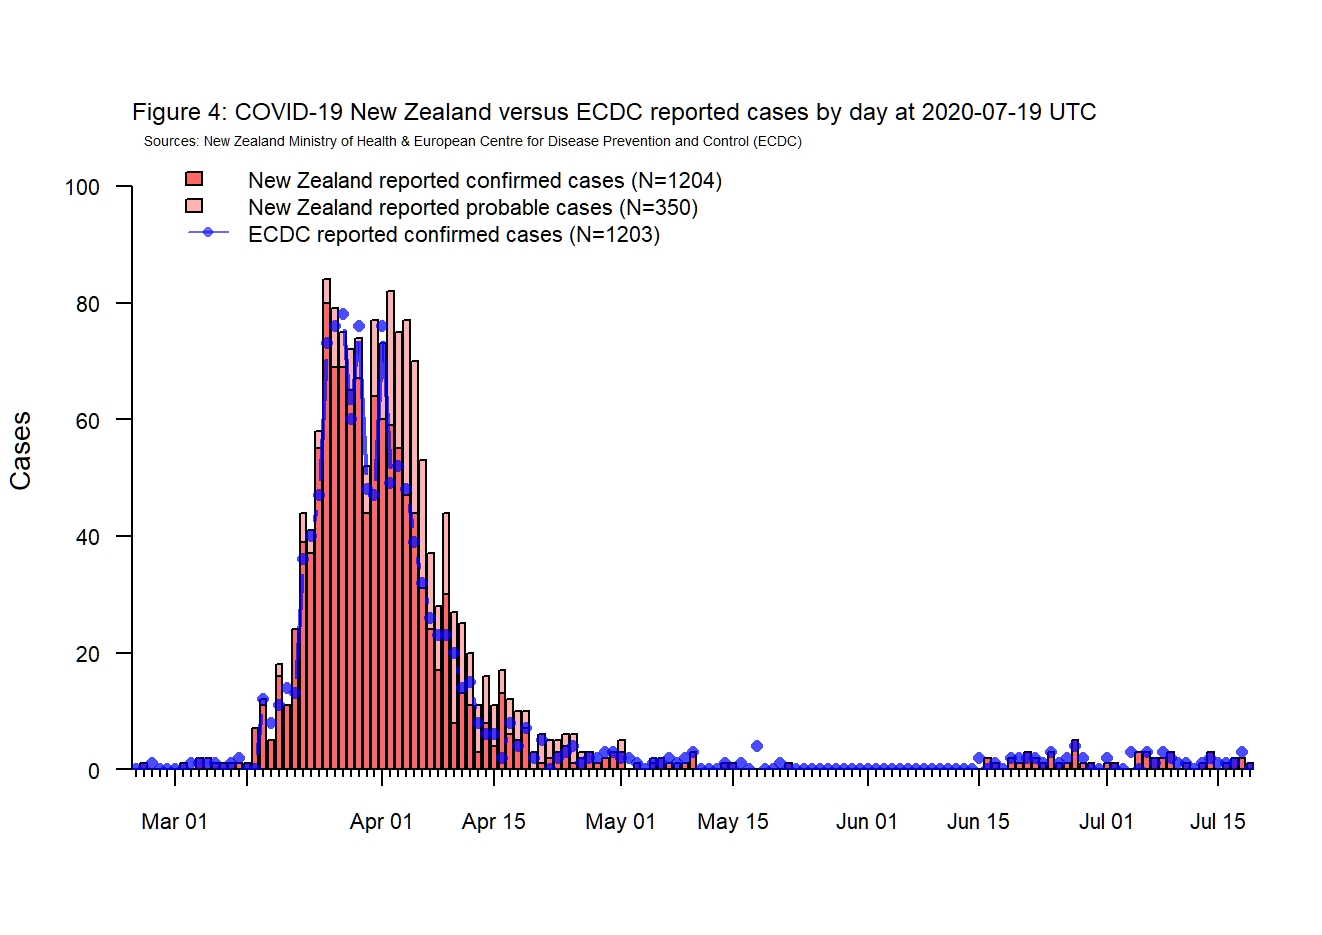 Figure 4: COVID-19 New Zealand versus ECDC reported cases by day at 2020-07-19 UTC
Sources: New Zealand Ministry of Health & European Centre for Disease Prevention and Control (ECDC)
New Zealand reported confirmed cases (N=1204)
New Zealand reported probable cases (N=350)
ECDC reported confirmed cases (N=1203)
Cases
100
80
60
40
20
0
Mar 01 Apr 01 Apr 15 May 01 May 15 Jun 01 Jun 15 Jul 01 Jul 15